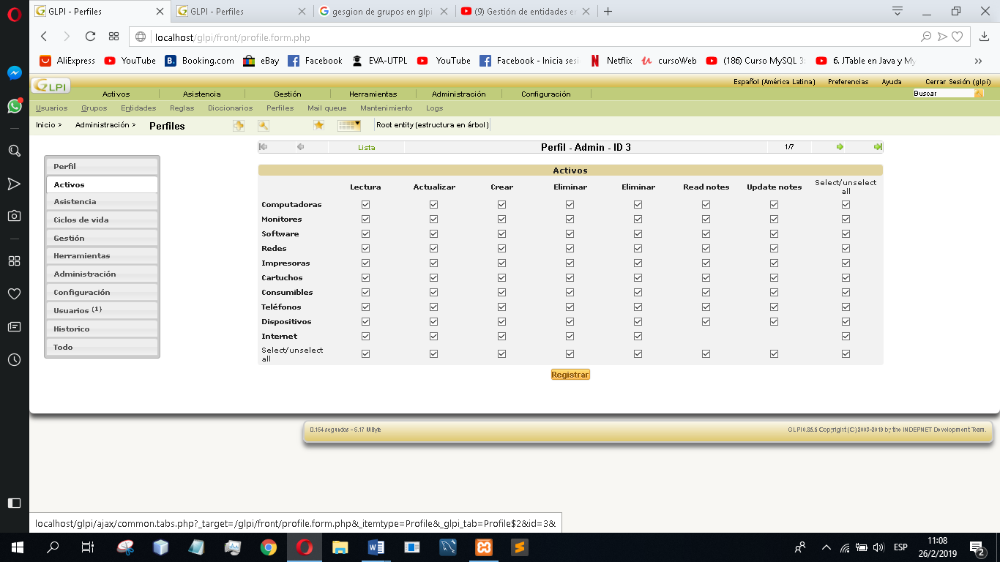 GLPI - Perfiles
GLPI - Perfiles
gesgion de grupos en glpi
(9) Gestión de entidades en
localhost/glpi/front/profile.form.php
AliExpress
YouTube
Booking.com
eBay
Facebook
EVA-UTPL
YouTube
Facebook - Inicia sesi
Netflix
cursoWeb
(186) Curso MySQL 3:
6. JTable en Java y My
GLPI
Español (América Latina)
Preferencias
Ayuda
Cerrar Sesión (glpi)
Activos
Asistencia
Gestión
Herramientas
Administración
Configuración
Buscar
Usuarios
Grupos
Entidades
Reglas
Diccionarios
Perfiles
Mail queue
Mantenimiento
Logs
Inicio >
Administración >
Perfiles
Root entity (estructura en árbol)
Lista
Perfil - Admin - ID 3
1/7
Perfil
Activos
Asistencia
Ciclos de vida
Gestión
Herramientas
Administración
Configuración
Usuarios (1)
Historico
Todo
Activos
Lectura
Actualizar
Crear
Eliminar
Eliminar
Read notes
Update notes
Select/unselect
all
Computadoras
Monitores
Software
Redes
Impresoras
Cartuchos
Consumibles
Teléfonos
Dispositivos
Internet
Select/unselect
all
Registrar
0.154 segundos - 5.17 Mbyte
GLPI 0.85.5 Copyright (C) 2003-2019 by the INDEPNET Development Team.
localhost/glpi/ajax/common.tabs.php?_target=/glpi/front/profile.form.php&_itemtype=Profile&_glpi_tab=Profile$2&id=3&
ESP
11:08
26/2/2019
2